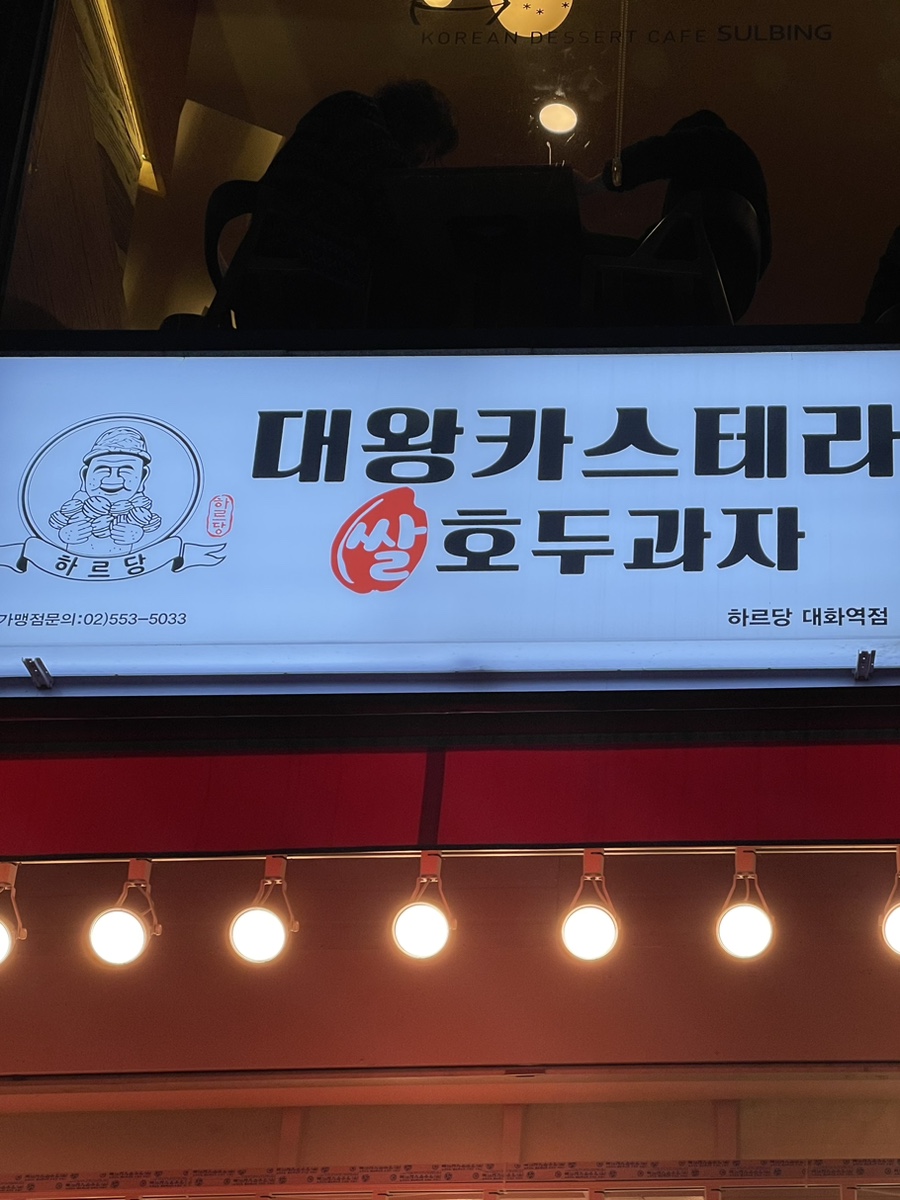 KOREAN DESSERT CAFE SULBING
대왕카스테라
쌀호두과자
하르당
하르당
가맹점문의:02)553-5033
하르당 대화역점